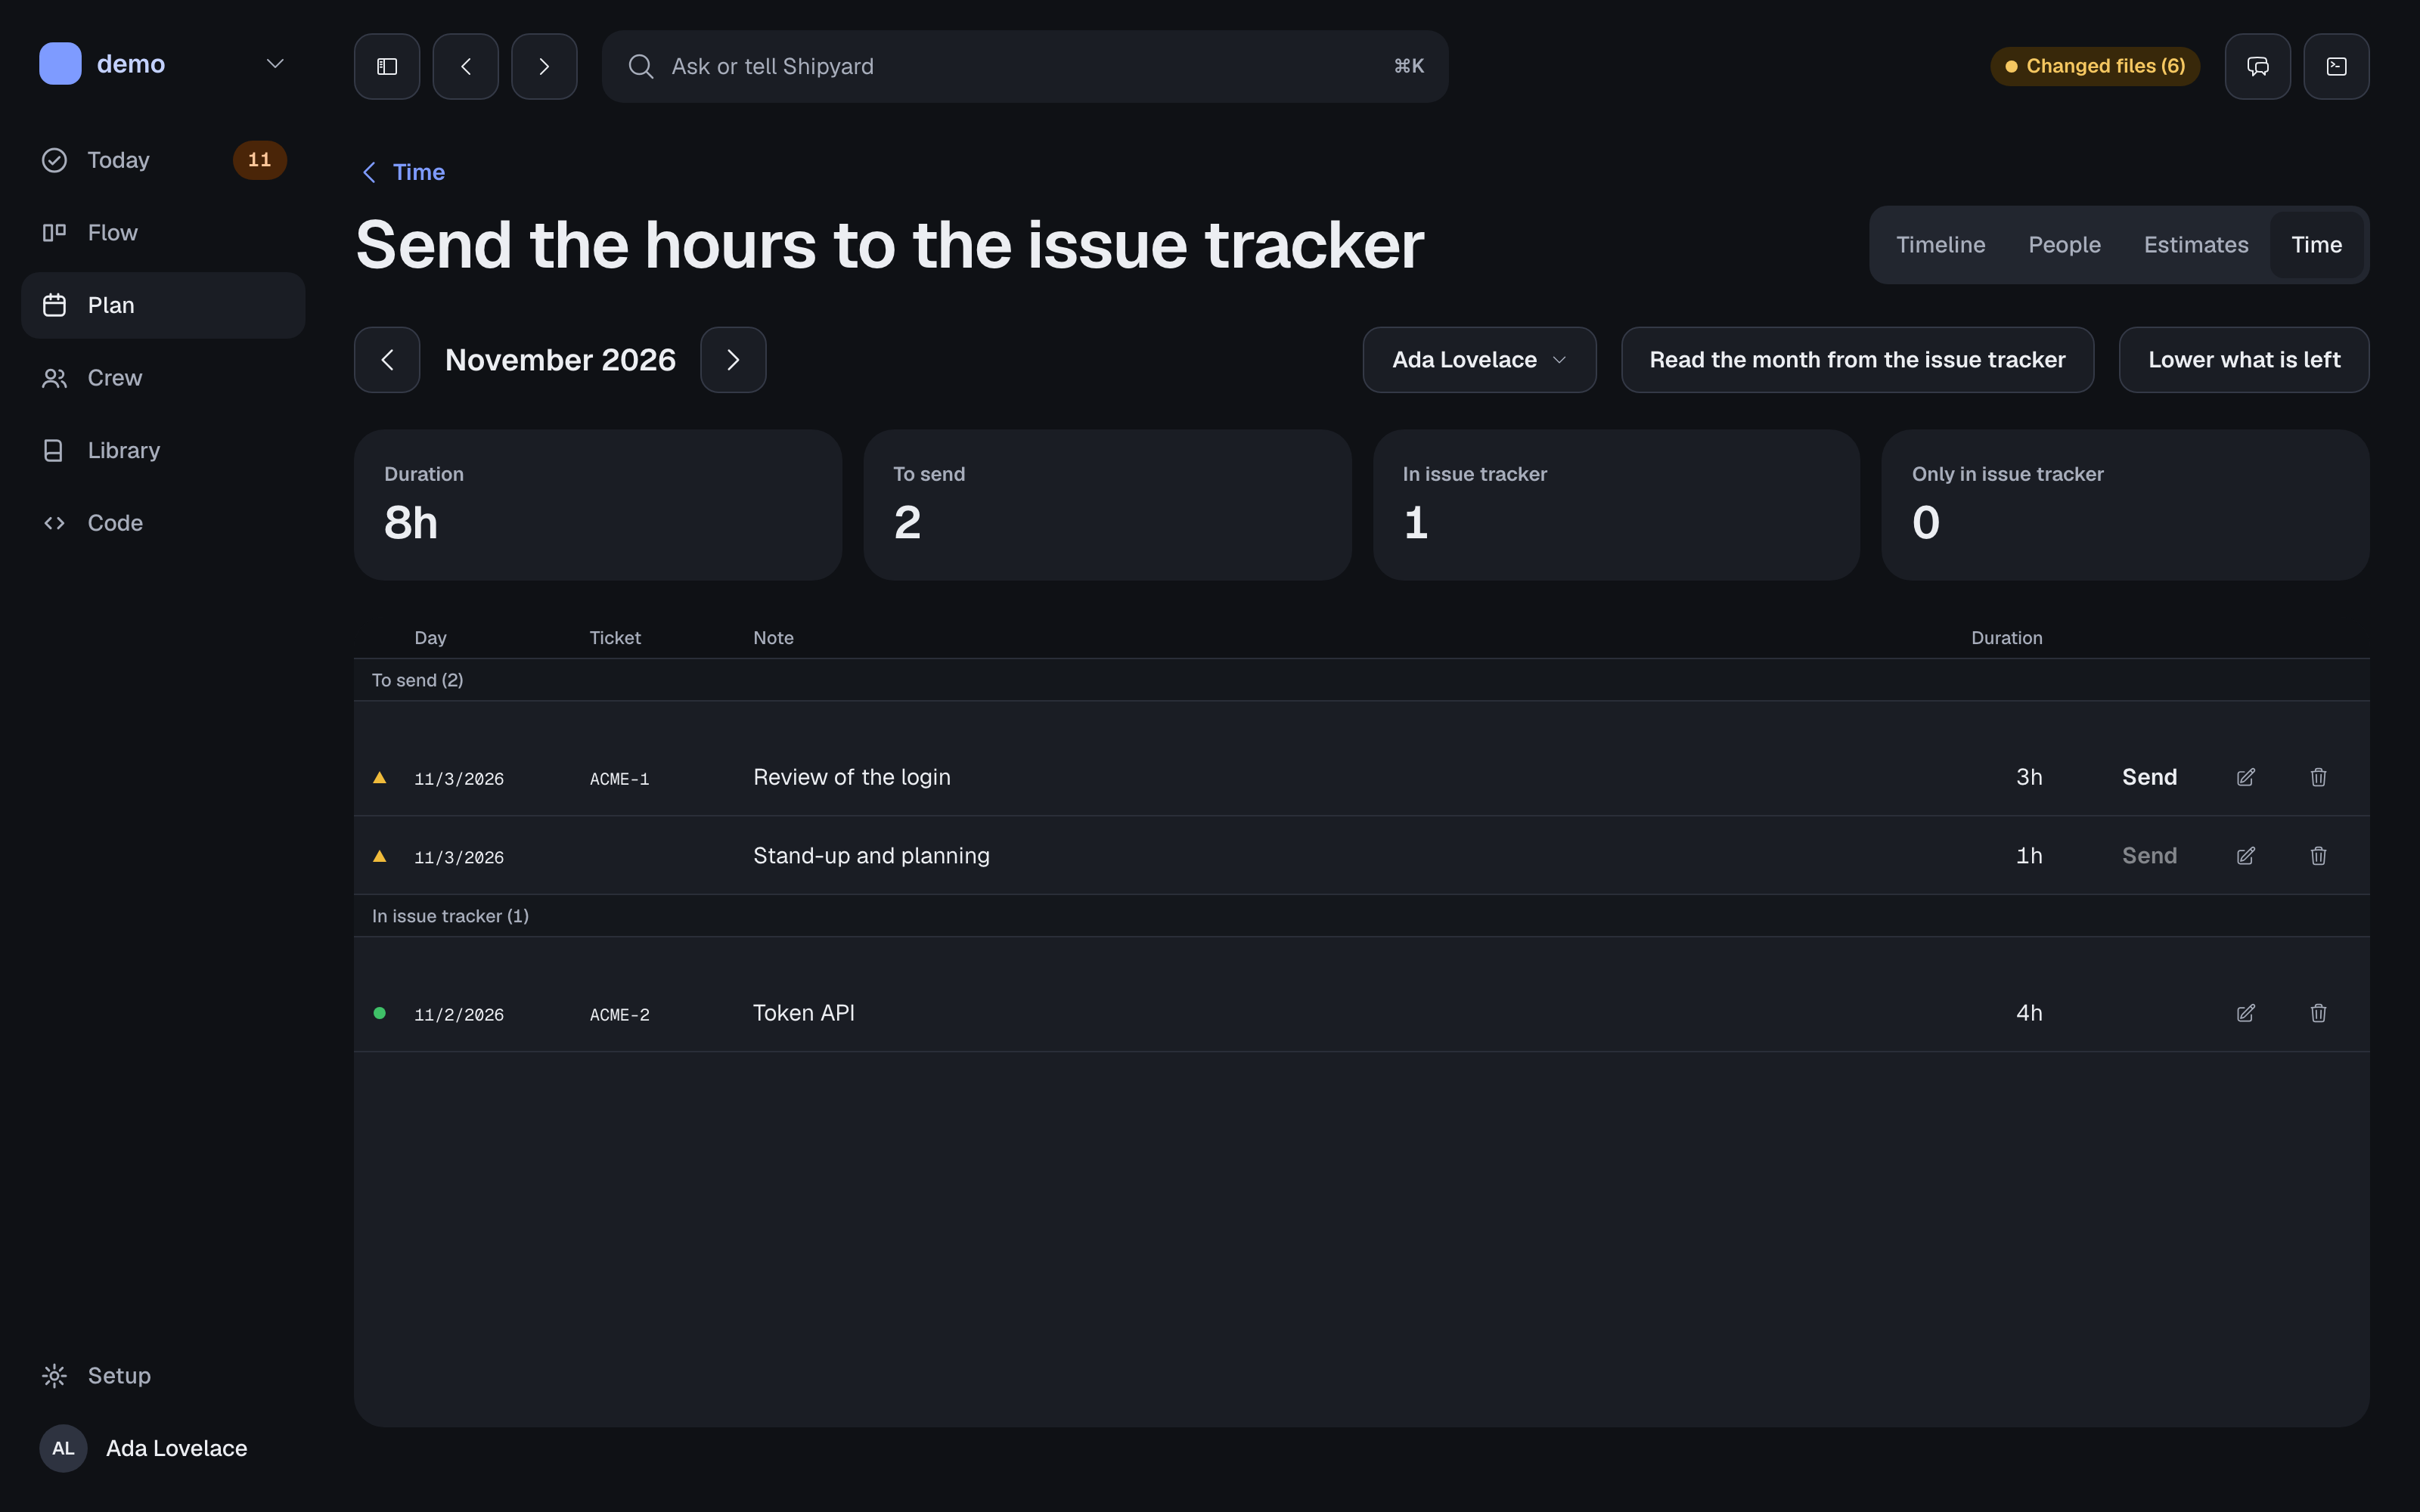 demo
Ask or tell Shipyard
⌘K
Changed files (6)
Today
11
Flow
Plan
Crew
Library
Code
Setup
AL
Ada Lovelace
Time
Send the hours to the issue tracker
Timeline
People
Estimates
Time
November 2026
Ada Lovelace
Read the month from the issue tracker
Lower what is left
Duration
8h
To send
2
In issue tracker
1
Only in issue tracker
0
Day Ticket Note Duration
To send (2)
11/3/2026 ACME-1 Review of the login 3h Send
11/3/2026 Stand-up and planning 1h Send
In issue tracker (1)
11/2/2026 ACME-2 Token API 4h